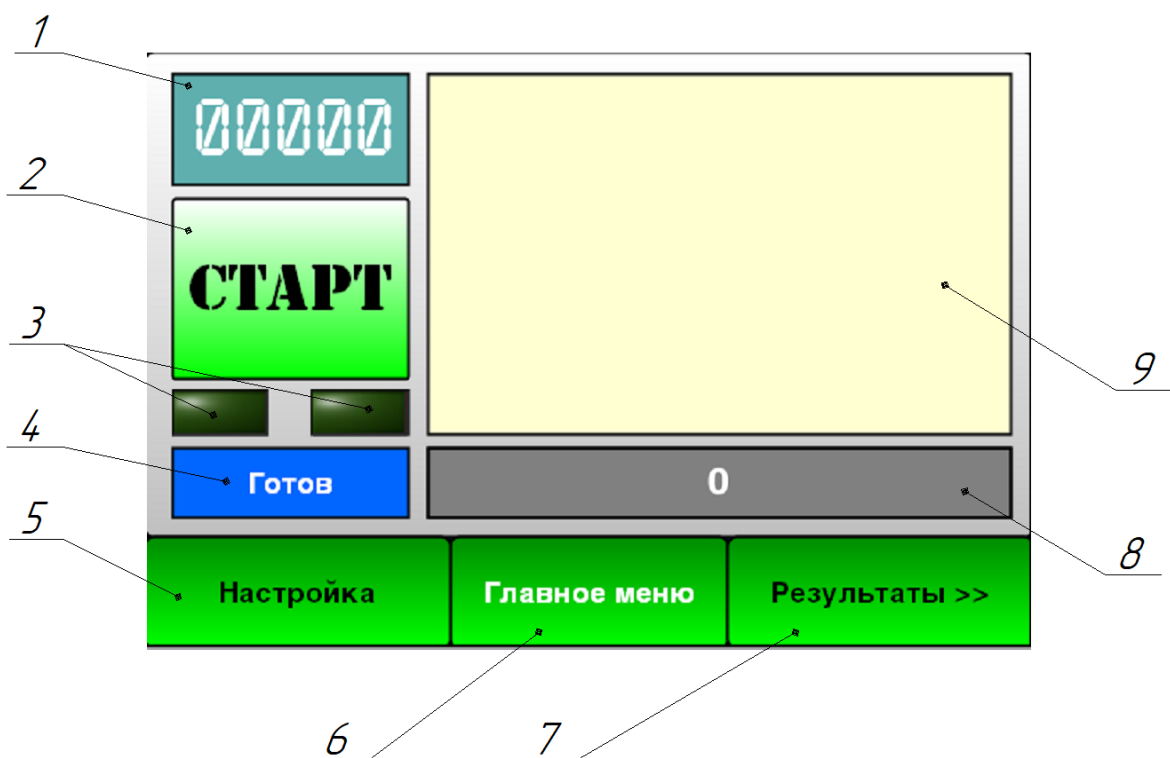 1
00000
2
СТАРТ
3
9
4
Готов
0
5
8
Настройка
Главное меню
Результаты >>
6
7